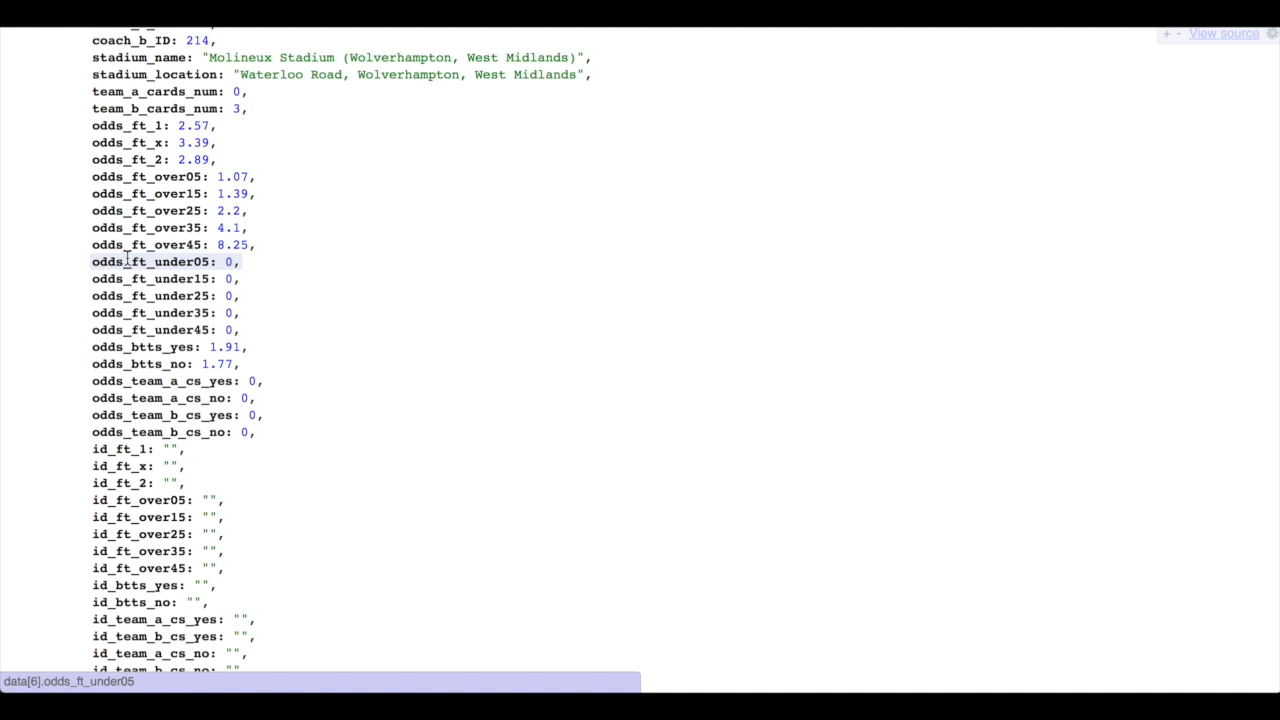 coach_b_ID: 214,
+ - View source
stadium_name: "Molineux Stadium (Wolverhampton, West Midlands)",
stadium_location: "Waterloo Road, Wolverhampton, West Midlands",
team_a_cards_num: 0,
team_b_cards_num: 3,
odds_ft_1: 2.57,
odds_ft_x: 3.39,
odds_ft_2: 2.89,
odds_ft_over05: 1.07,
odds_ft_over15: 1.39,
odds_ft_over25: 2.2,
odds_ft_over35: 4.1,
odds_ft_over45: 8.25,
odds_ft_under05: 0,
odds_ft_under15: 0,
odds_ft_under25: 0,
odds_ft_under35: 0,
odds_ft_under45: 0,
odds_btts_yes: 1.91,
odds_btts_no: 1.77,
odds_team_a_cs_yes: 0,
odds_team_a_cs_no: 0,
odds_team_b_cs_yes: 0,
odds_team_b_cs_no: 0,
id_ft_1: "",
id_ft_x: "",
id_ft_2: "",
id_ft_over05: "",
id_ft_over15: "",
id_ft_over25: "",
id_ft_over35: "",
id_ft_over45: "",
id_btts_yes: "",
id_btts_no: "",
id_team_a_cs_yes: "",
id_team_b_cs_yes: "",
id_team_a_cs_no: "",
id_team_b_cs_no: ""
data[6].odds_ft_under05